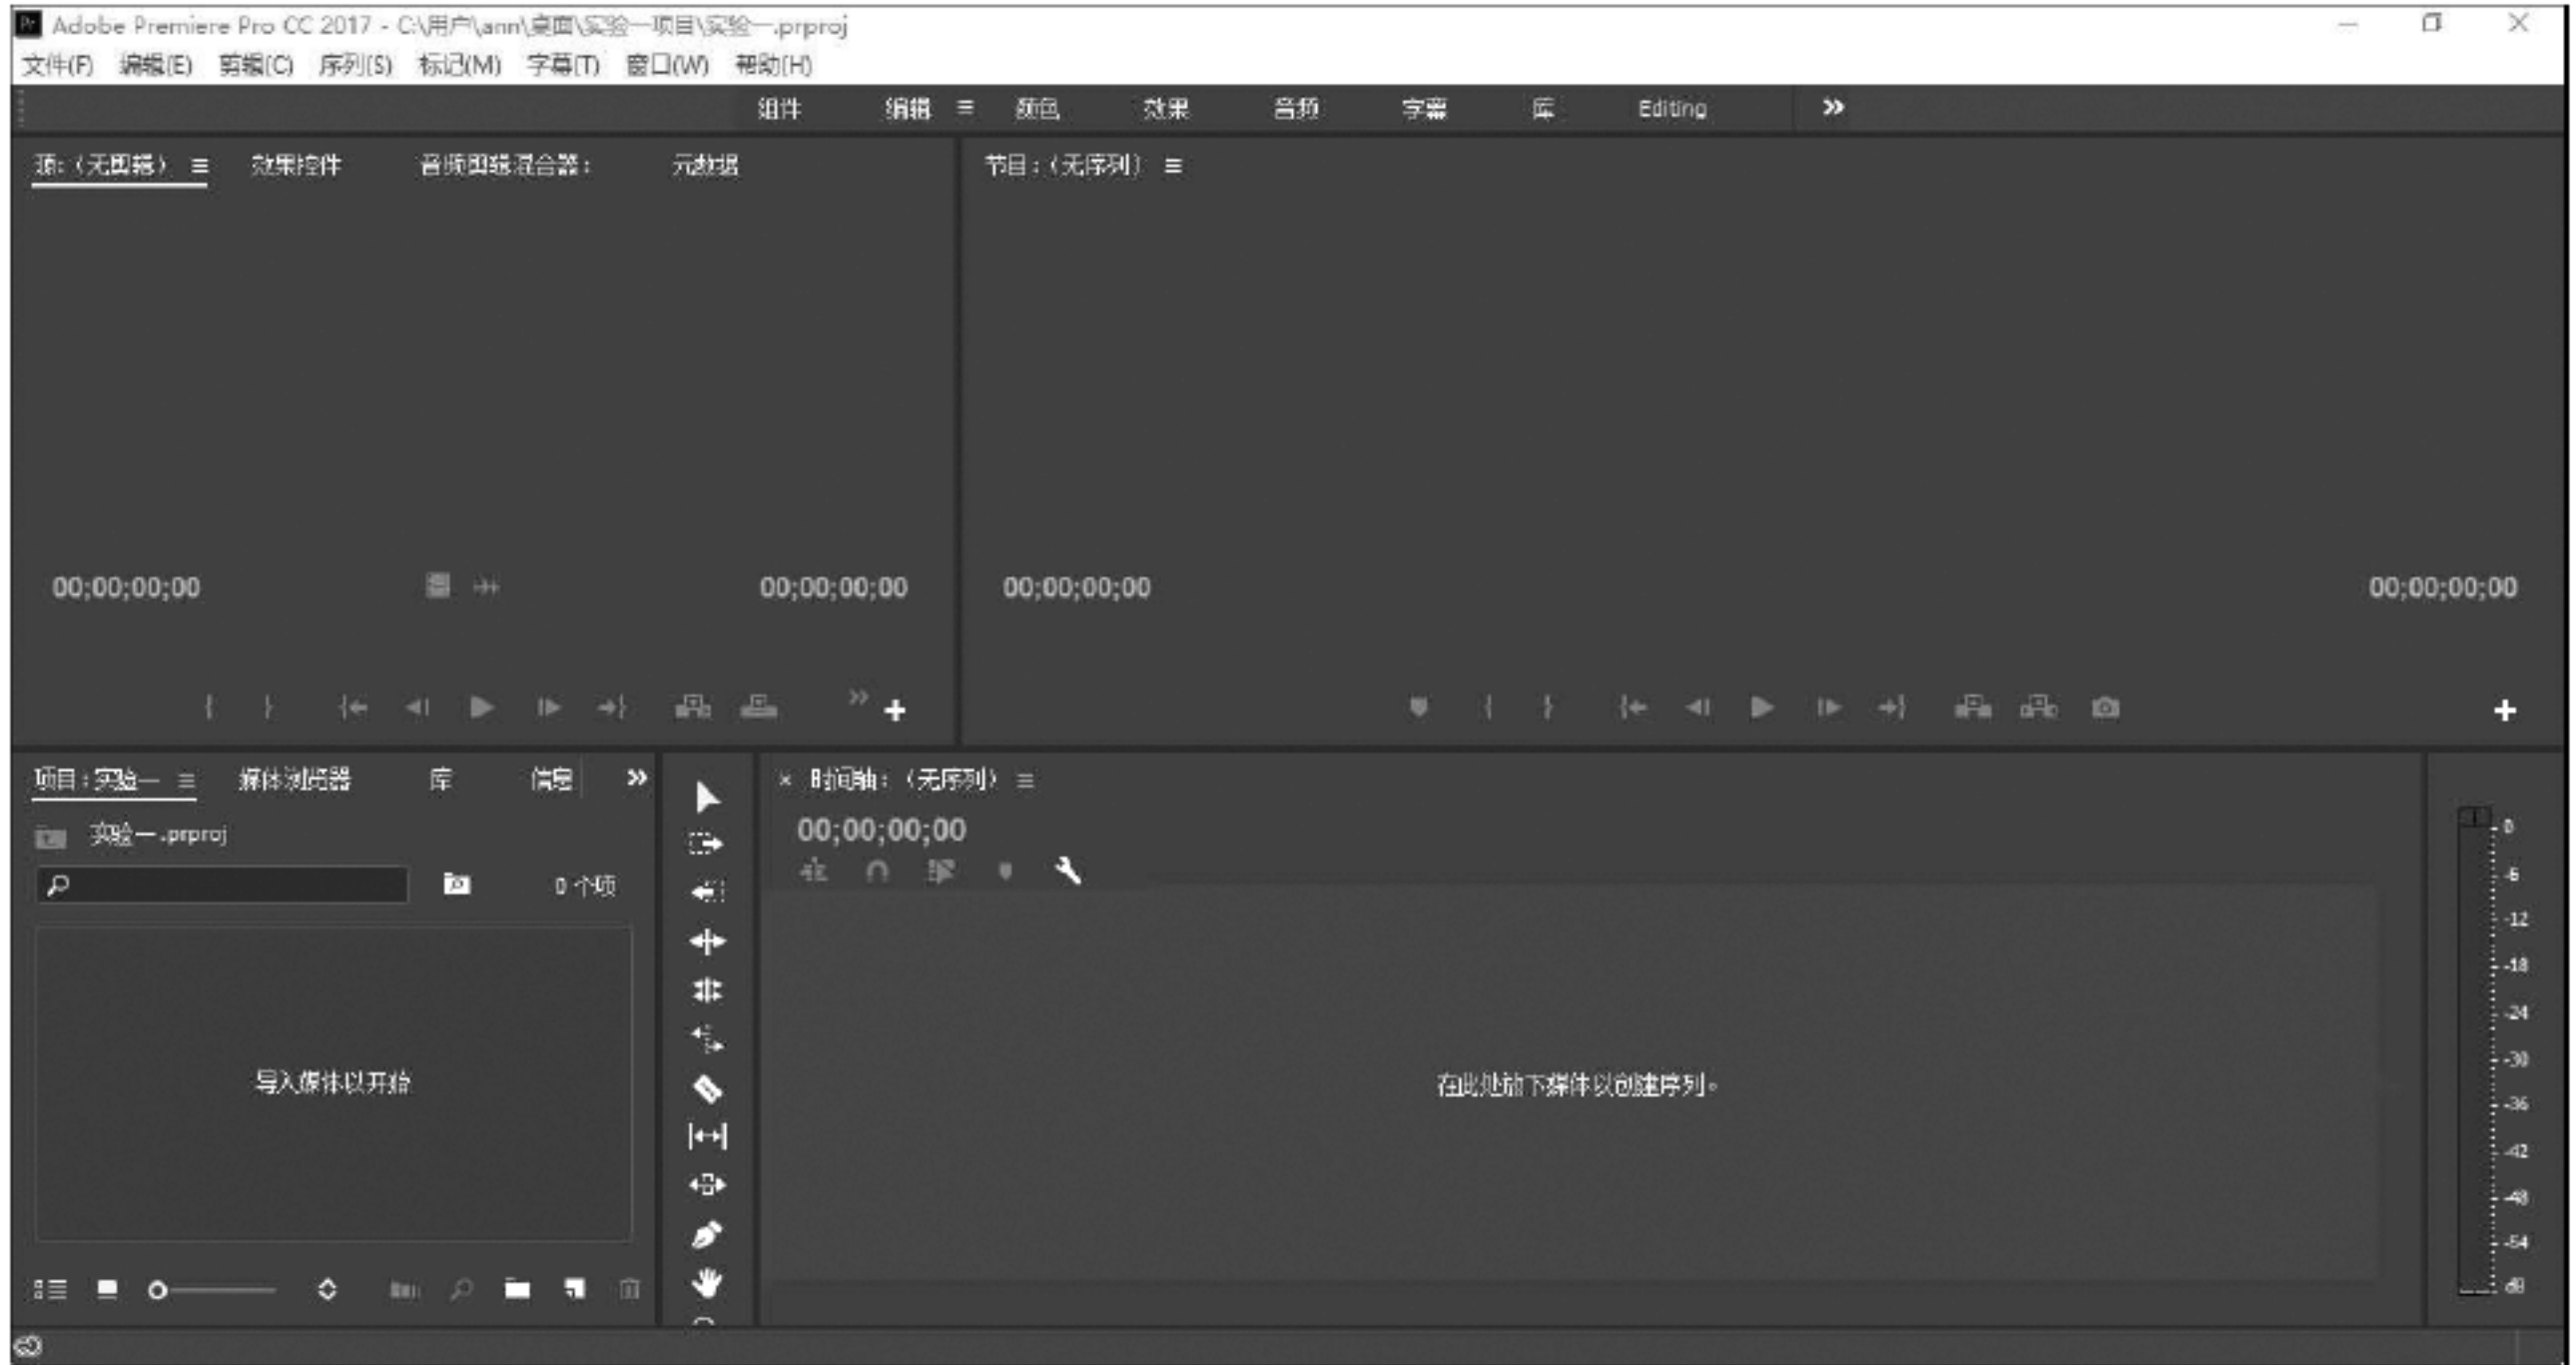 Adobe Premiere Pro CC 2017 - C:\用户\ann\桌面\实验一项目\实验一.prproj
文件(F) 编辑(E) 剪辑(C) 序列(S) 标记(M) 字幕(T) 窗口(W) 帮助(H)
组件 编辑 颜色 效果 音频 字幕 库 Editing
源:（无剪辑） 效果控件 音频剪辑混合器: 元数据
节目:（无序列）
00;00;00;00 00;00;00;00
00;00;00;00 00;00;00;00
项目:实验一 媒体浏览器 库 信息
实验一.prproj
0 个项
导入媒体以开始
× 时间轴:（无序列）
00;00;00;00
在此处放下媒体以创建序列。
0
-6
-12
-18
-24
-30
-36
-42
-48
-54
dB